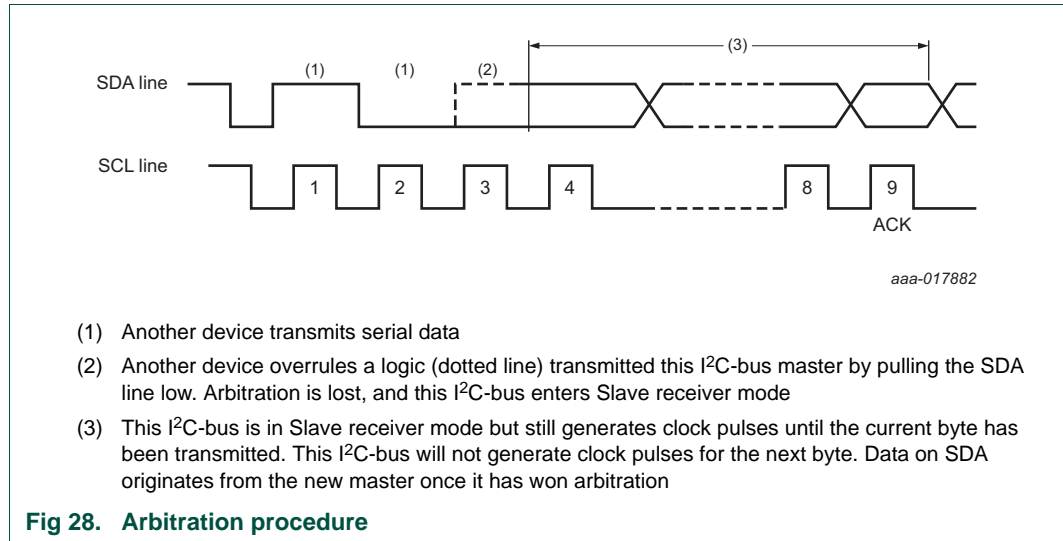 (3)
(1) (1) (2)
SDA line
SCL line
1 2 3 4 8 9
ACK
aaa-017882
(1) Another device transmits serial data
(2) Another device overrules a logic (dotted line) transmitted this I²C-bus master by pulling the SDA
line low. Arbitration is lost, and this I²C-bus enters Slave receiver mode
(3) This I²C-bus is in Slave receiver mode but still generates clock pulses until the current byte has
been transmitted. This I²C-bus will not generate clock pulses for the next byte. Data on SDA
originates from the new master once it has won arbitration
Fig 28. Arbitration procedure